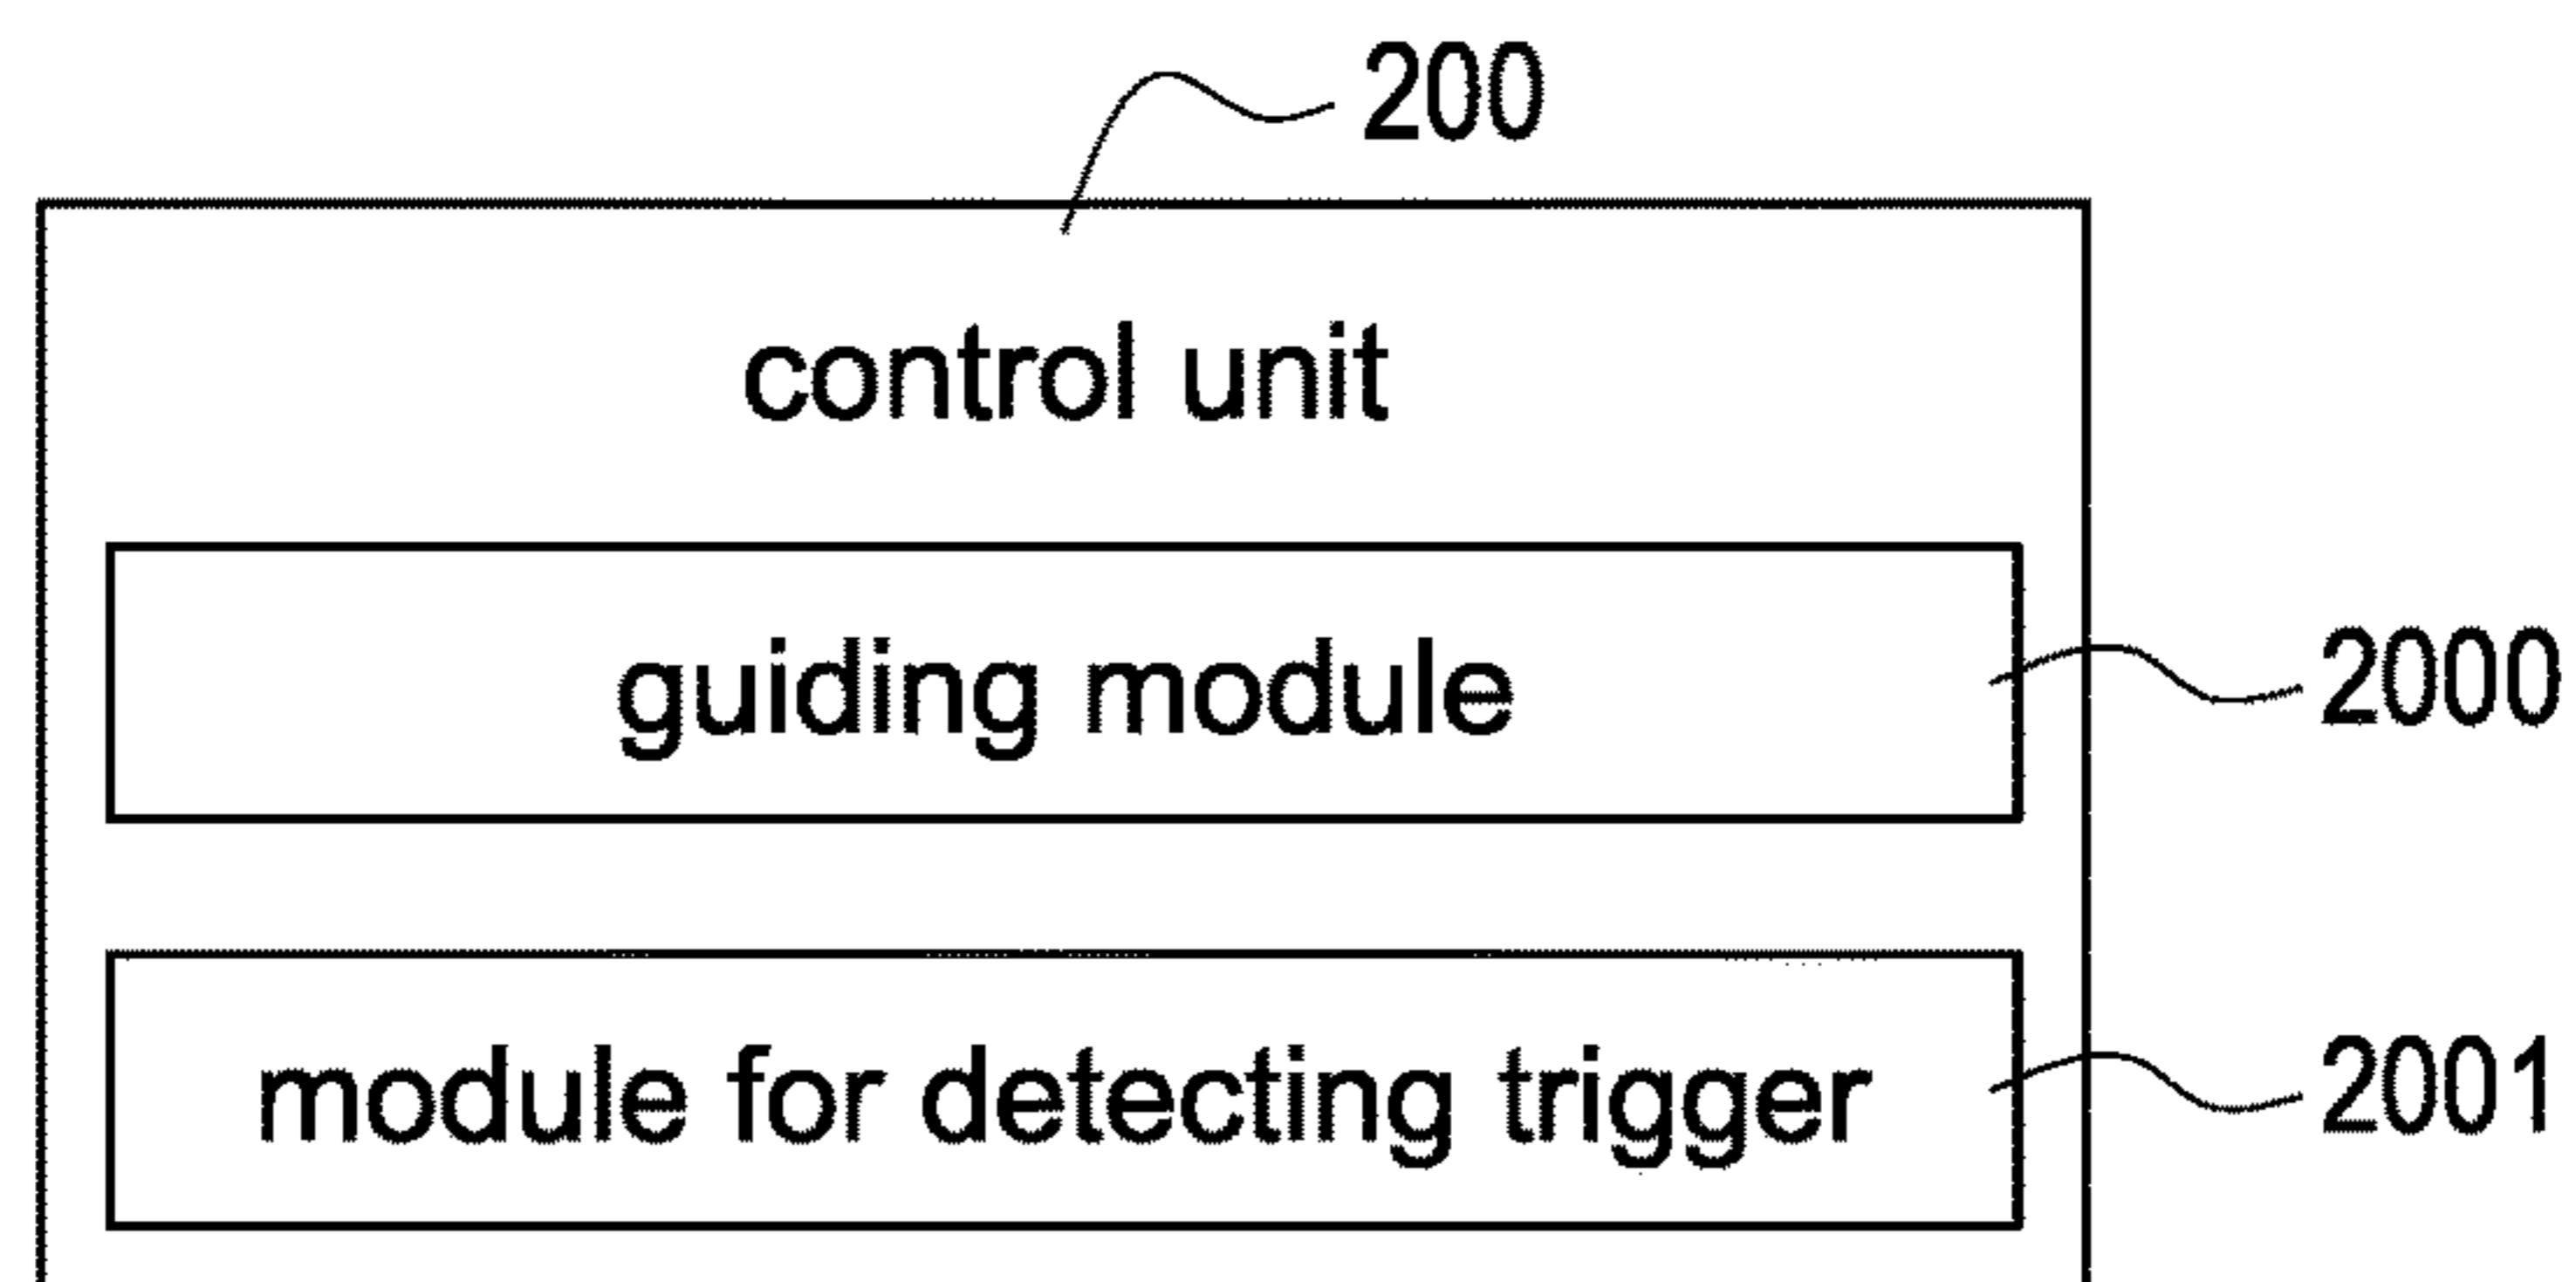 200
control unit
guiding module
2000
module for detecting trigger
2001